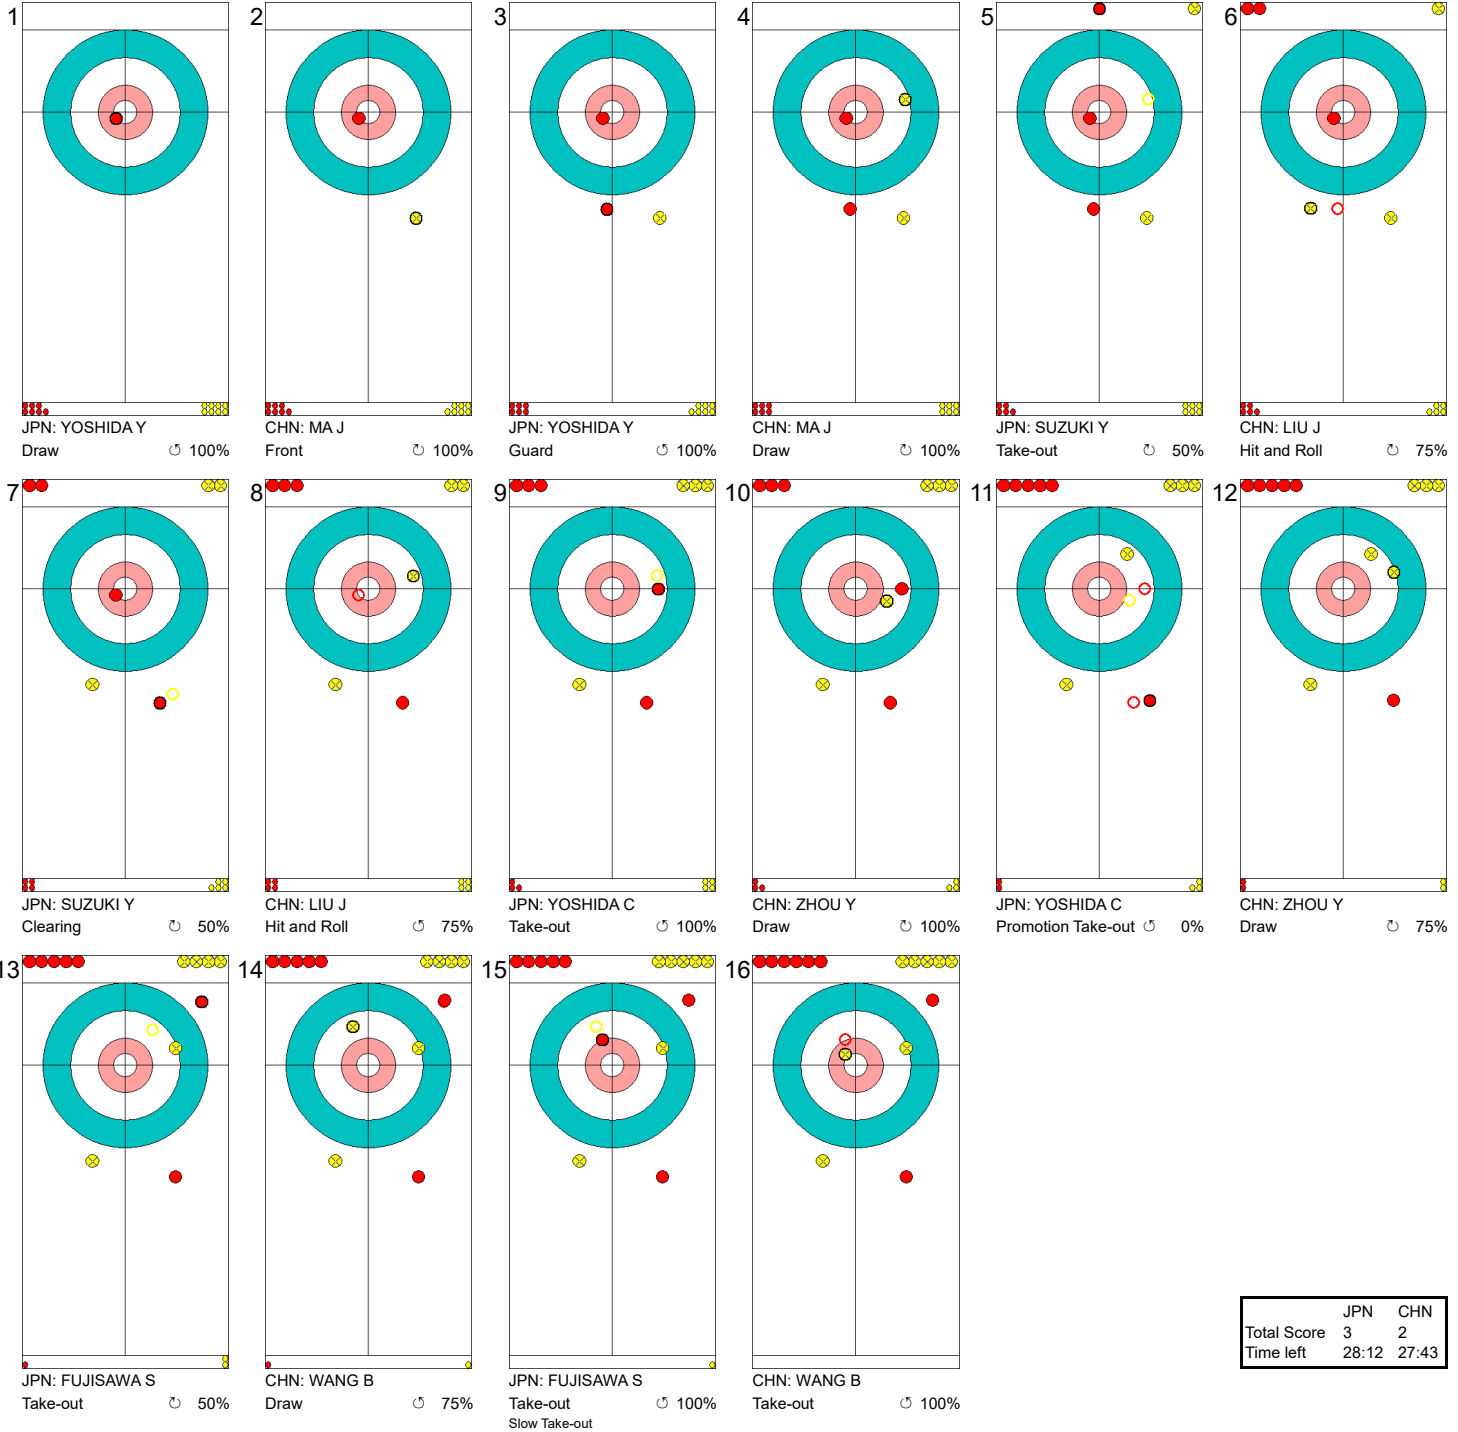 1 2 3 4 5 6
JPN: YOSHIDA Y CHN: MA J JPN: YOSHIDA Y CHN: MA J JPN: SUZUKI Y CHN: LIU J
Draw ↺ 100% Front ↻ 100% Guard ↺ 100% Draw ↺ 100% Take-out ↻ 50% Hit and Roll ↻ 75%
7 8 9 10 11 12
JPN: SUZUKI Y CHN: LIU J JPN: YOSHIDA C CHN: ZHOU Y JPN: YOSHIDA C CHN: ZHOU Y
Clearing ↻ 50% Hit and Roll ↻ 75% Take-out ↻ 100% Draw ↻ 100% Promotion Take-out ↺ 0% Draw ↻ 75%
13 14 15 16
JPN: FUJISAWA S CHN: WANG B JPN: FUJISAWA S CHN: WANG B
Take-out ↻ 50% Draw ↺ 75% Take-out ↺ 100% Take-out ↺ 100%
Slow Take-out
JPN CHN
Total Score 3 2
Time left 28:12 27:43